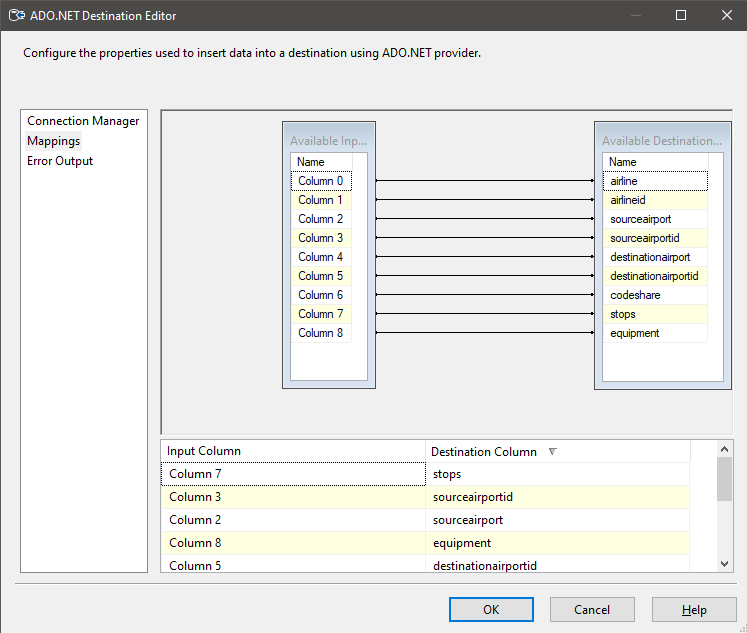 ADO.NET Destination Editor
Configure the properties used to insert data into a destination using ADO.NET provider.
Connection Manager
Mappings
Error Output
Available Inp...
Name
Column 0
Column 1
Column 2
Column 3
Column 4
Column 5
Column 6
Column 7
Column 8
Available Destination...
Name
airline
airlineid
sourceairport
sourceairportid
destinationairport
destinationairportid
codeshare
stops
equipment
Input Column Destination Column
Column 7 stops
Column 3 sourceairportid
Column 2 sourceairport
Column 8 equipment
Column 5 destinationairportid
OK Cancel Help